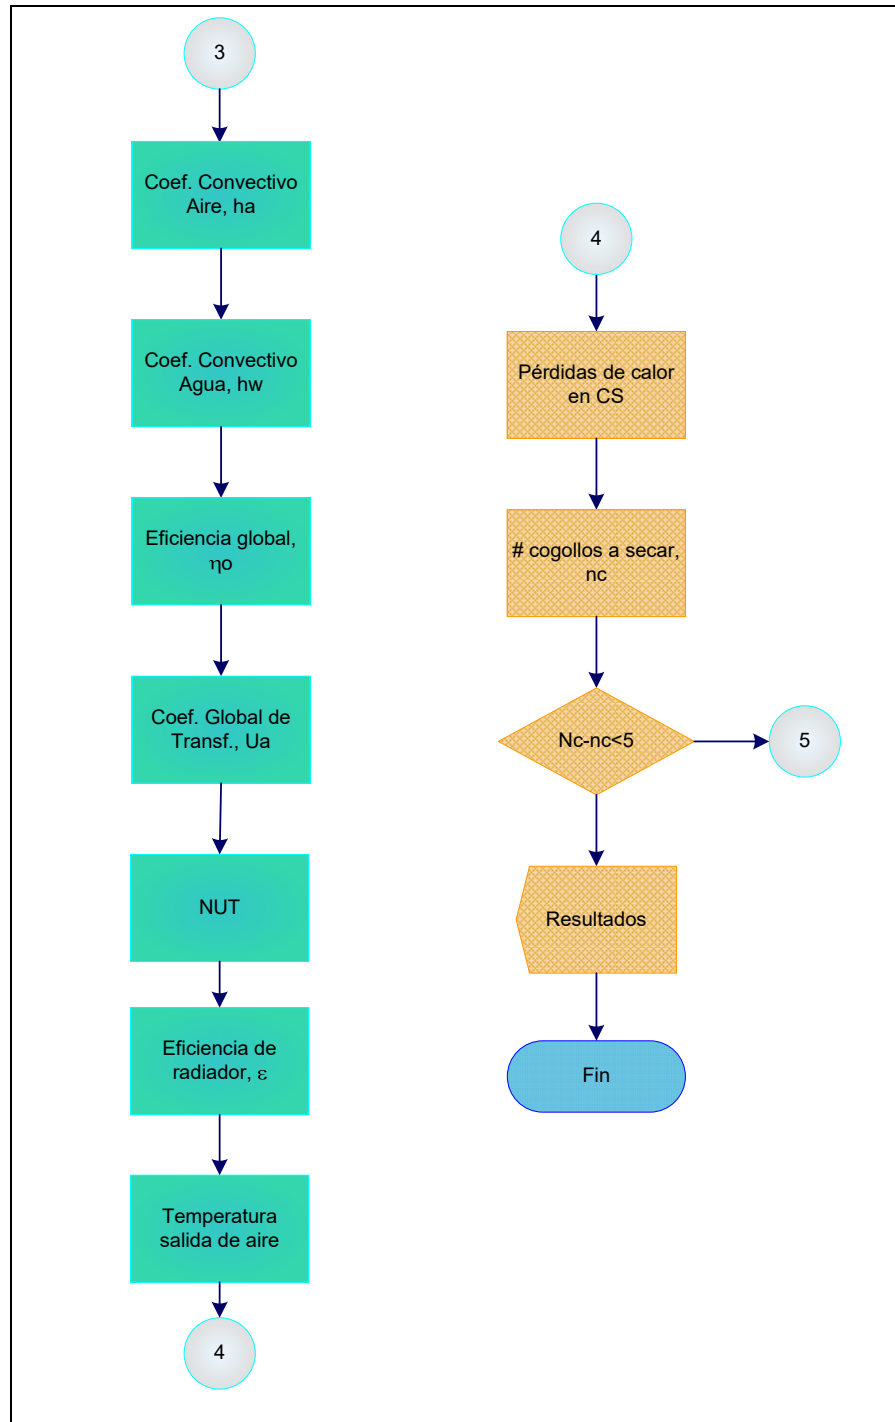 3
Coef. Convectivo
Aire, ha
Coef. Convectivo
Agua, hw
Eficiencia global,
ηo
Coef. Global de
Transf., Ua
NUT
Eficiencia de
radiador, ε
Temperatura
salida de aire
4
4
Pérdidas de calor
en CS
# cogollos a secar,
nc
Nc-nc<5
5
Resultados
Fin